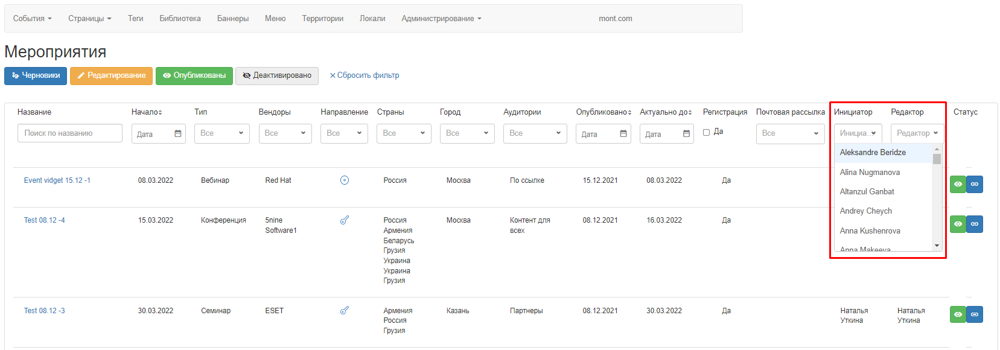 События Страницы Теги Библиотека Баннеры Меню Территории Локали Администрирование mont.com
Мероприятия
Черновики Редактирование Опубликованы Деактивировано Сбросить фильтр
Название Начало Тип Вендоры Направление Страны Город Аудитории Опубликовано Актуально до Регистрация Почтовая рассылка Инициатор Редактор Статус
Поиск по названию Дата Все Все Все Все Все Все Дата Дата Да Все Инициа... Редактор
Aleksandre Beridze
Alina Nugmanova
Altanzul Ganbat
Andrey Cheych
Anna Kushenrova
Anna Makeeva
Event vidget 15.12 -1 08.03.2022 Вебинар Red Hat Россия Москва По ссылке 15.12.2021 08.03.2022 Да
Test 08.12 -4 15.03.2022 Конференция 5nine Россия Москва Контент для 08.12.2021 16.03.2022 Да
Software1 Армения всех
Беларусь
Грузия
Украина
Украина
Грузия
Test 08.12 -3 30.03.2022 Семинар ESET Армения Казань Партнеры 08.12.2021 30.03.2022 Да Наталья Наталья
Россия Уткина Уткина
Грузия